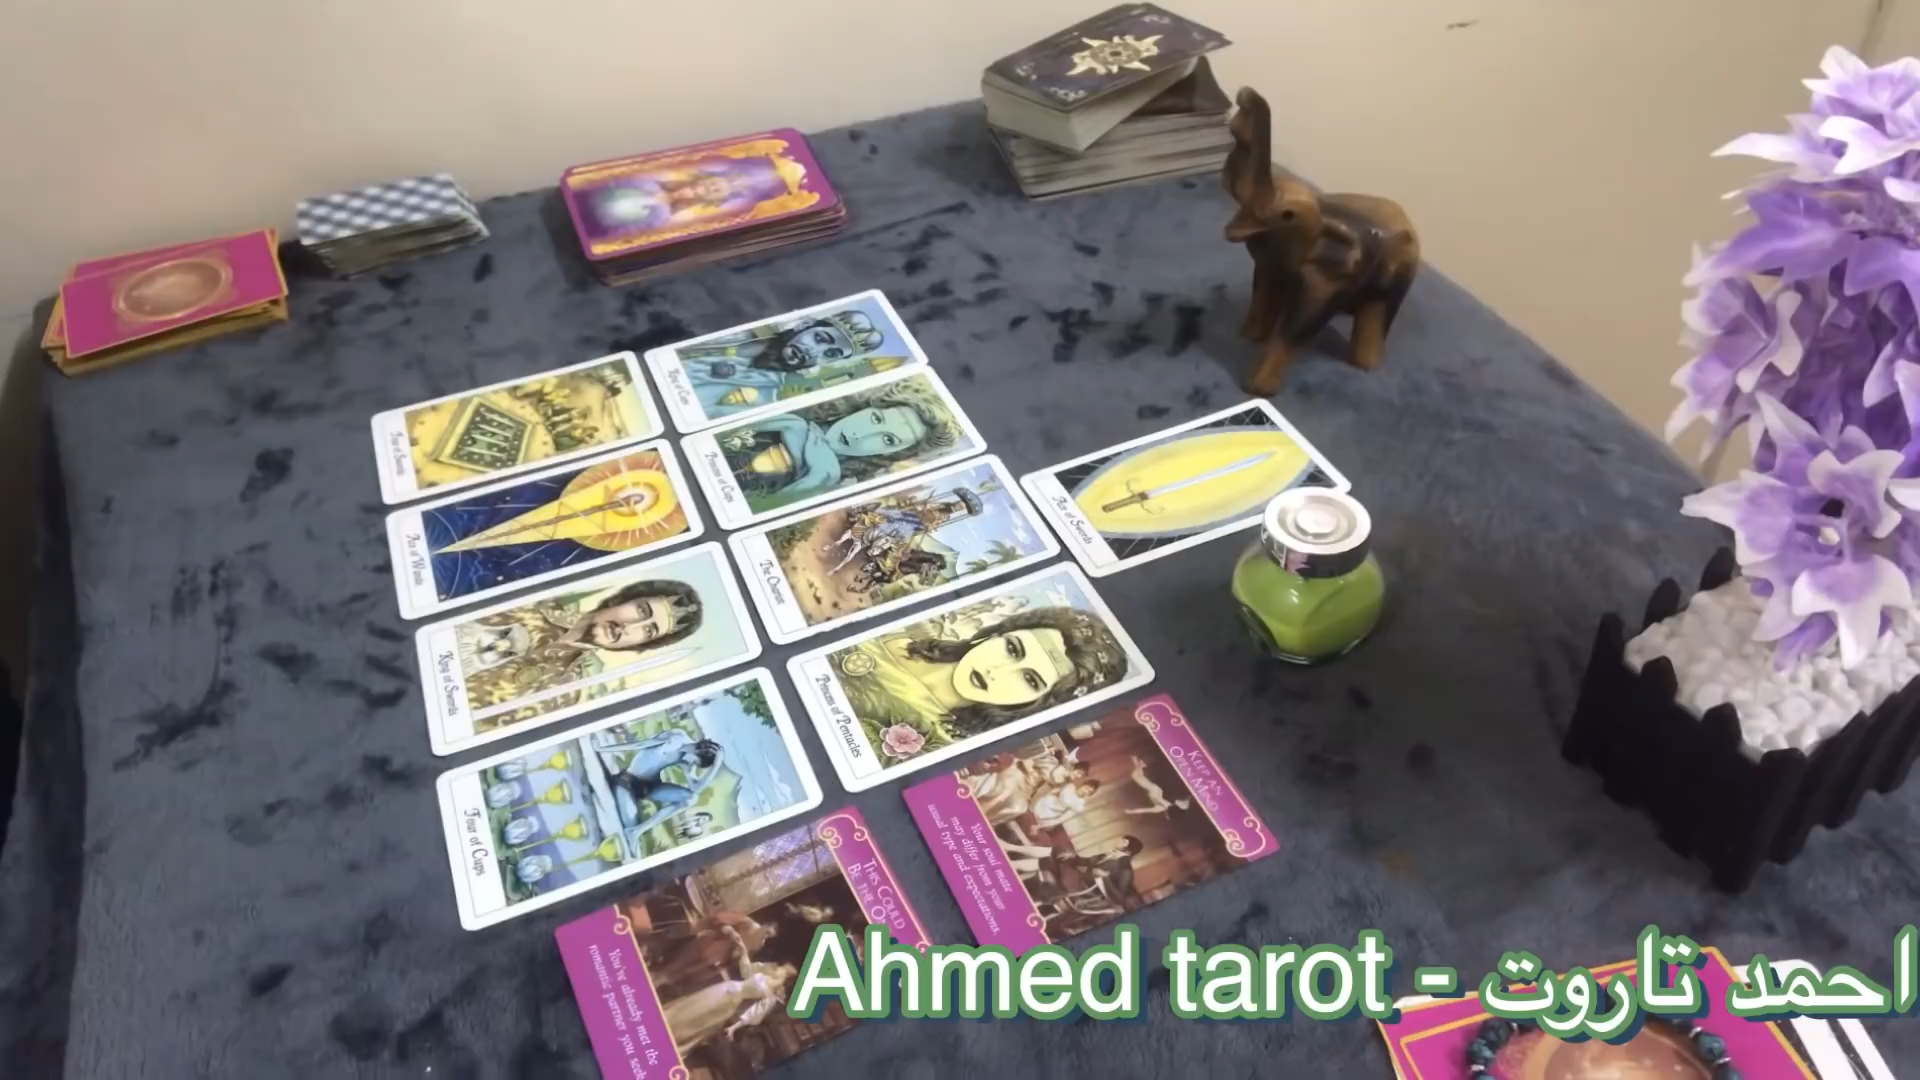 King of Cups
Four of Swords
Princess of Cups
Ace of Wands
The Chariot
Ace of Swords
King of Swords
Princess of Pentacles
Four of Cups
KEEP AN
OPEN MIND
Your soul mate
may differ from your
usual type and expectations.
THIS COULD
BE THE
You've already met the
romantic partner you seek
Ahmed tarot - احمد تاروت